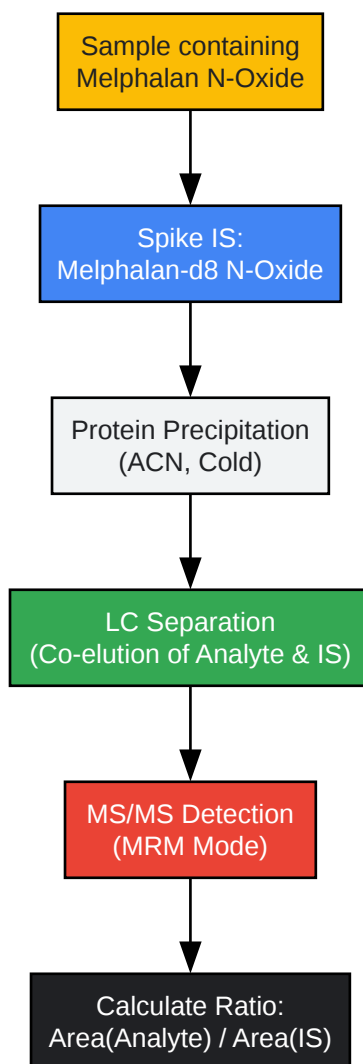 Sample containing
Melphalan N-Oxide
Spike IS:
Melphalan-d8 N-Oxide
Protein Precipitation
(ACN, Cold)
LC Separation
(Co-elution of Analyte & IS)
MS/MS Detection
(MRM Mode)
Calculate Ratio:
Area(Analyte) / Area(IS)